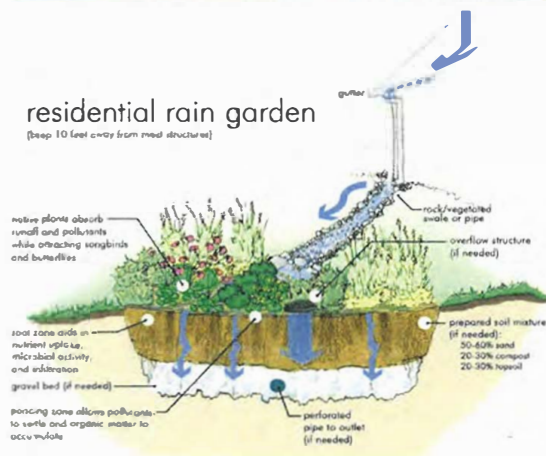 gutter
residential rain garden
(keep 10 feet away from most structures)
rock/vegetated
swale or pipe
native plants absorb
runoff and pollutants
while attracting songbirds
and butterflies
overflow structure
(if needed)
root zone aids in
nutrient uptake,
microbial activity,
and infiltration
prepared soil mixture
(if needed):
50-60% sand
20-30% compost
20-30% topsoil
gravel bed (if needed)
ponding zone allows pollutants
to settle and organic matter to
accumulate
perforated
pipe to outlet
(if needed)